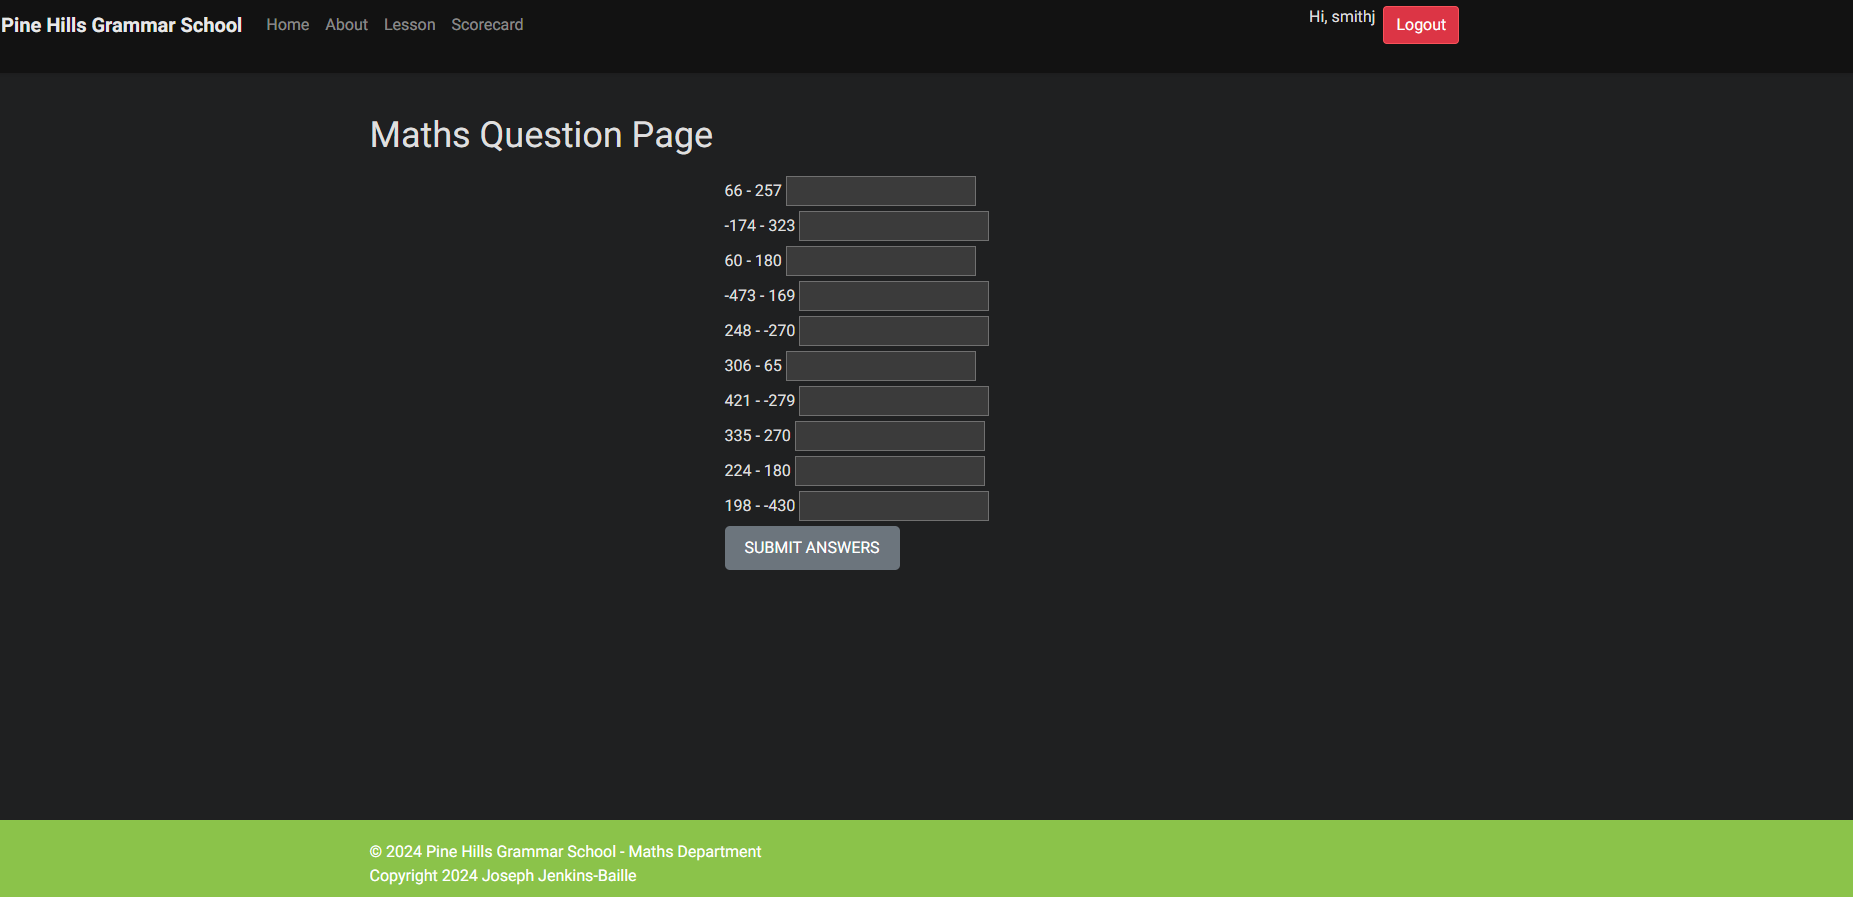 Pine Hills Grammar School Home About Lesson Scorecard Hi, smithj Logout
Maths Question Page
66 - 257
-174 - 323
60 - 180
-473 - 169
248 - -270
306 - 65
421 - -279
335 - 270
224 - 180
198 - -430
SUBMIT ANSWERS
© 2024 Pine Hills Grammar School - Maths Department
Copyright 2024 Joseph Jenkins-Baille